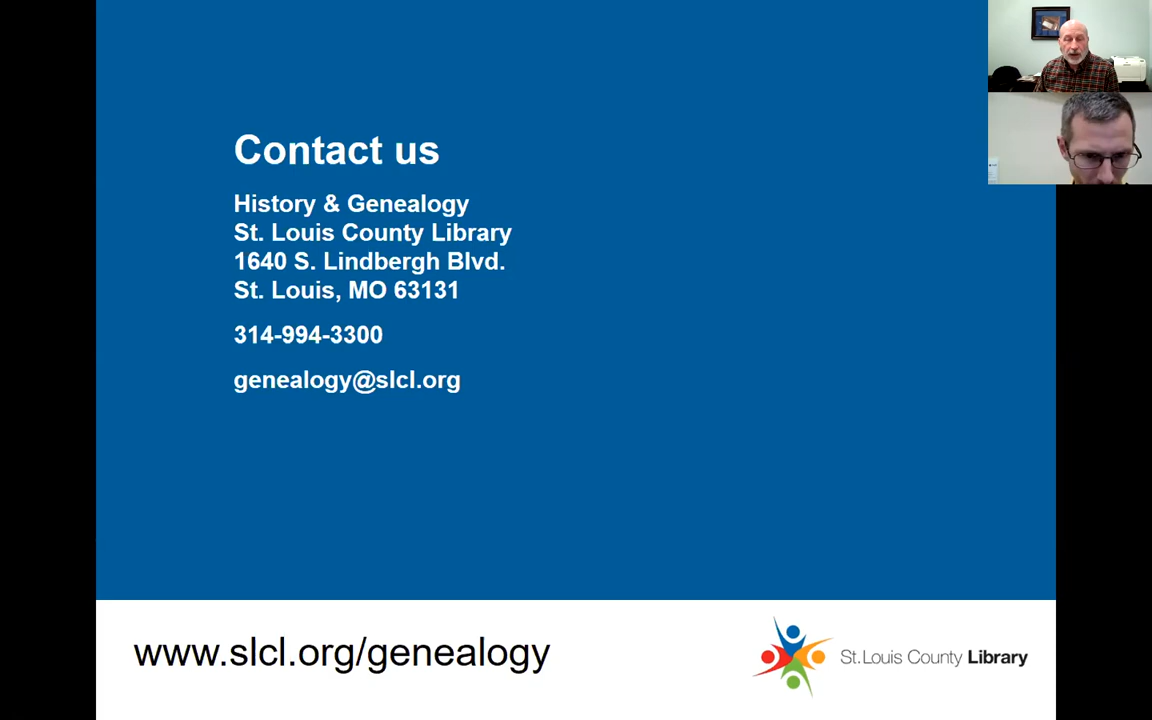 Contact us
History & Genealogy
St. Louis County Library
1640 S. Lindbergh Blvd.
St. Louis, MO 63131
314-994-3300
genealogy@slcl.org
www.slcl.org/genealogy
St. Louis County Library